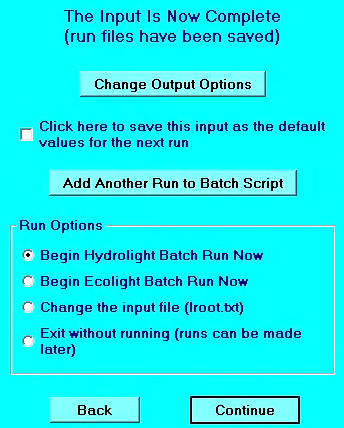 The Input Is Now Complete
(run files have been saved)
Change Output Options
Click here to save this input as the default
values for the next run
Add Another Run to Batch Script
Run Options
Begin Hydrolight Batch Run Now
Begin Ecolight Batch Run Now
Change the input file (Iroot.txt)
Exit without running (runs can be made
later)
Back
Continue